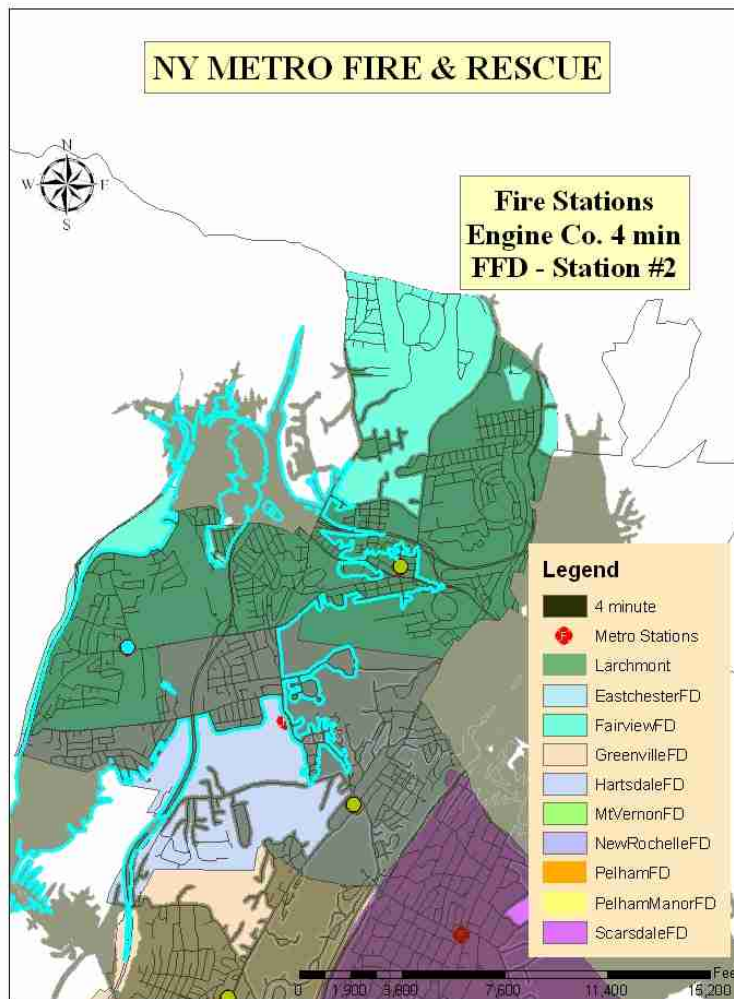 NY METRO FIRE & RESCUE
N
W E
S
Fire Stations
Engine Co. 4 min
FFD - Station #2
Legend
4 minute
F Metro Stations
Larchmont
EastchesterFD
FairviewFD
GreenvilleFD
HartsdaleFD
MtVernonFD
NewRochelleFD
PelhamFD
PelhamManorFD
ScarsdaleFD
Fee
0 1,900 3,800 7,600 11,400 15,200